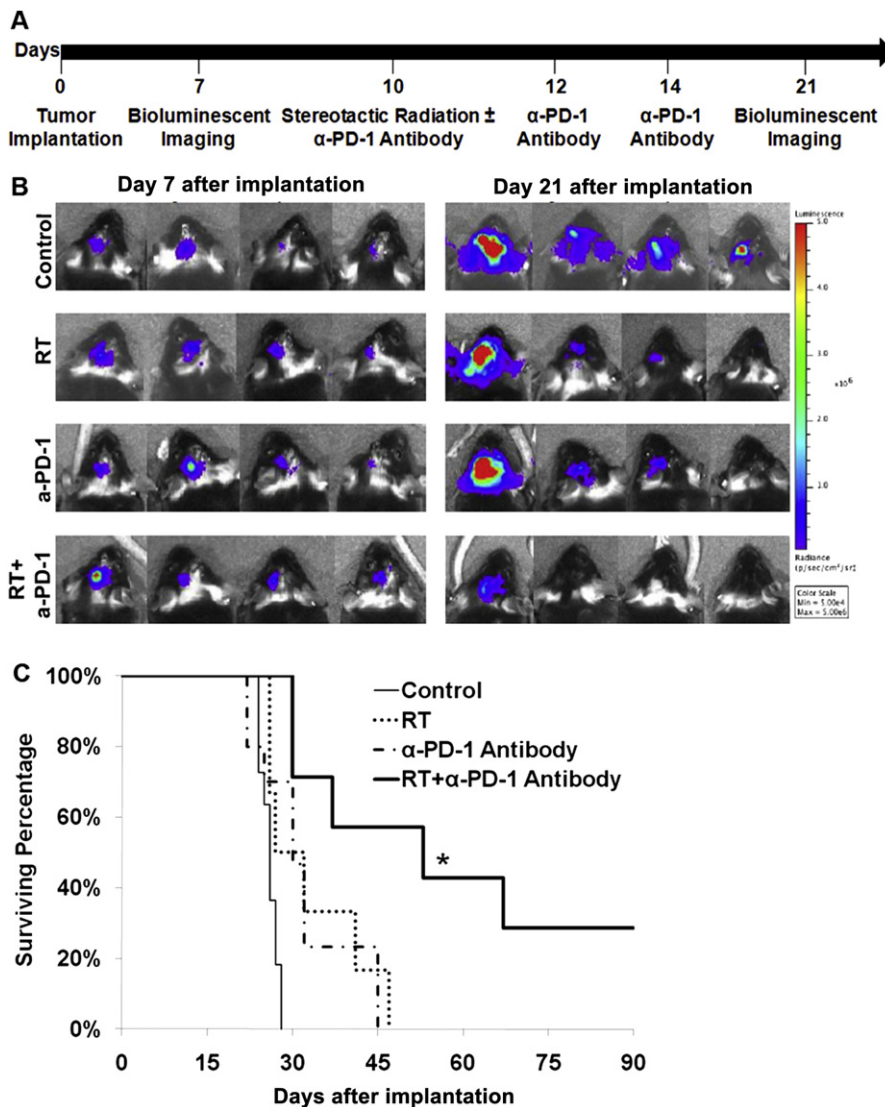 A
Days
0 7 10 12 14 21
Tumor Bioluminescent Stereotactic Radiation ± α-PD-1 α-PD-1 Bioluminescent
Implantation Imaging α-PD-1 Antibody Antibody Antibody Imaging
B
Day 7 after implantation Day 21 after implantation
Control
RT
a-PD-1
RT+
a-PD-1
Luminescence
5.0
4.0
3.0
×10⁶
2.0
1.0
Radiance
(p/sec/cm²/sr)
Color Scale
Min = 5.00e4
Max = 5.00e6
C
100%
80%
60%
40%
20%
0%
Surviving Percentage
Control
RT
α-PD-1 Antibody
RT+α-PD-1 Antibody
*
0 15 30 45 60 75 90
Days after implantation